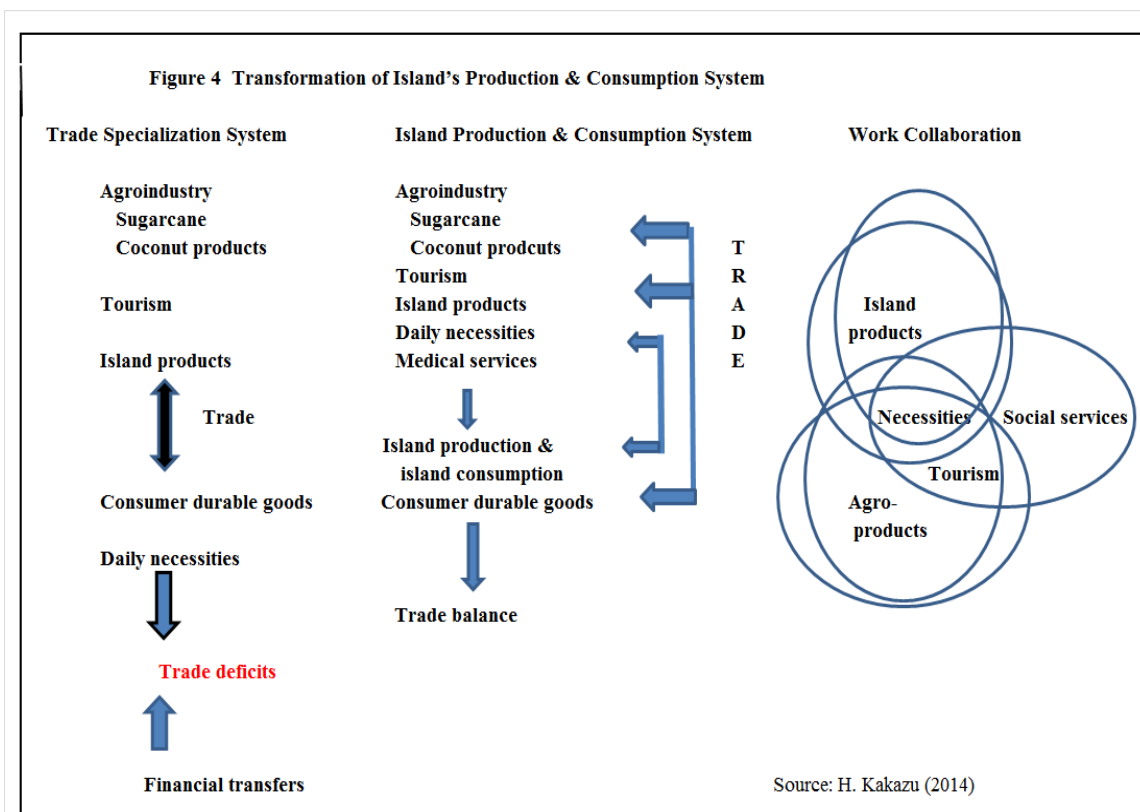 Figure 4 Transformation of Island's Production & Consumption System
Trade Specialization System
Agroindustry
Sugarcane
Coconut products
Tourism
Island products
Trade
Consumer durable goods
Daily necessities
Trade deficits
Financial transfers
Island Production & Consumption System
Agroindustry
Sugarcane
Coconut prodcuts
Tourism
Island products
Daily necessities
Medical services
Island production &
island consumption
Consumer durable goods
Trade balance
T
R
A
D
E
Work Collaboration
Island
products
Necessities
Social services
Tourism
Agro-
products
Source: H. Kakazu (2014)